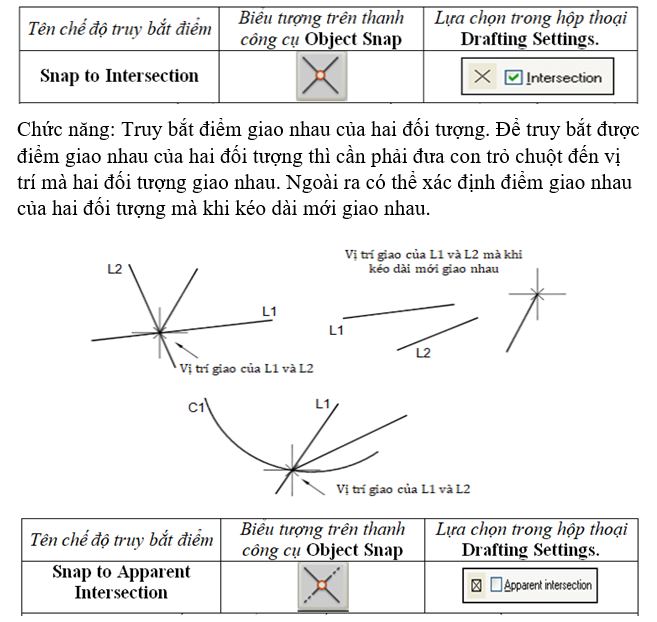 Tên chế độ truy bắt điểm
Biểu tượng trên thanh
công cụ Object Snap
Lựa chọn trong hộp thoại
Drafting Settings.
Snap to Intersection
Intersection
Chức năng: Truy bắt điểm giao nhau của hai đối tượng. Để truy bắt được
điểm giao nhau của hai đối tượng thì cần phải đưa con trỏ chuột đến vị
trí mà hai đối tượng giao nhau. Ngoài ra có thể xác định điểm giao nhau
của hai đối tượng mà khi kéo dài mới giao nhau.
L2
L1
Vị trí giao của L1 và L2
Vị trí giao của L1 và L2 mà khi
kéo dài mới giao nhau
L1
L2
C1
L1
Vị trí giao của L1 và L2
Tên chế độ truy bắt điểm
Biểu tượng trên thanh
công cụ Object Snap
Lựa chọn trong hộp thoại
Drafting Settings.
Snap to Apparent
Intersection
Apparent intersection